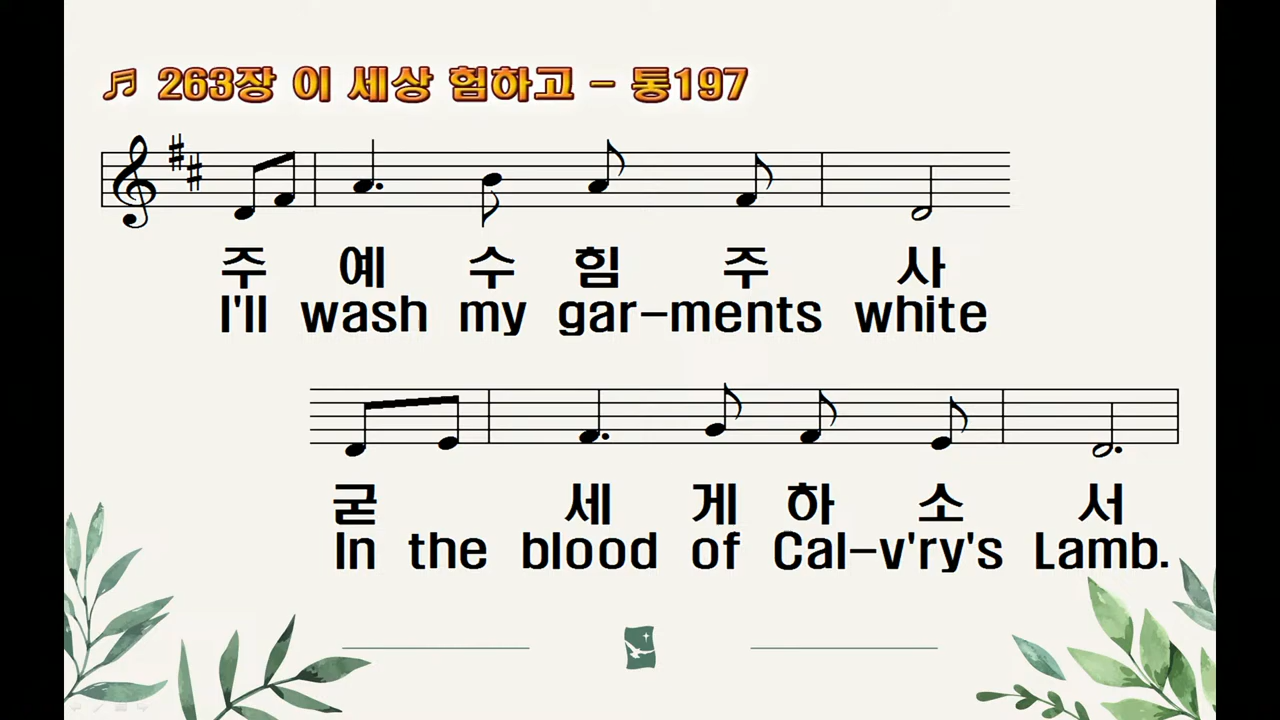 ♬ 263장 이 세상 험하고 - 통197
주 예 수 힘 주 사
I'll wash my gar-ments white
굳 세 게 하 소 서
In the blood of Cal-v'ry's Lamb.